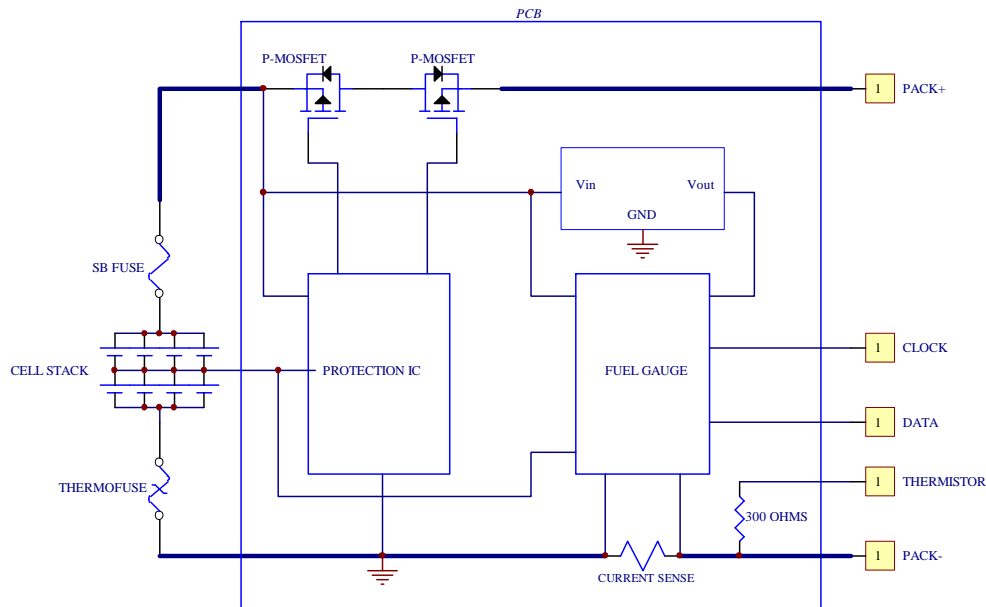 PCB
P-MOSFET P-MOSFET
1 PACK+
Vin Vout
GND
SB FUSE
1 CLOCK
CELL STACK PROTECTION IC FUEL GAUGE
1 DATA
THERMOFUSE
1 THERMISTOR
300 OHMS
1 PACK-
CURRENT SENSE